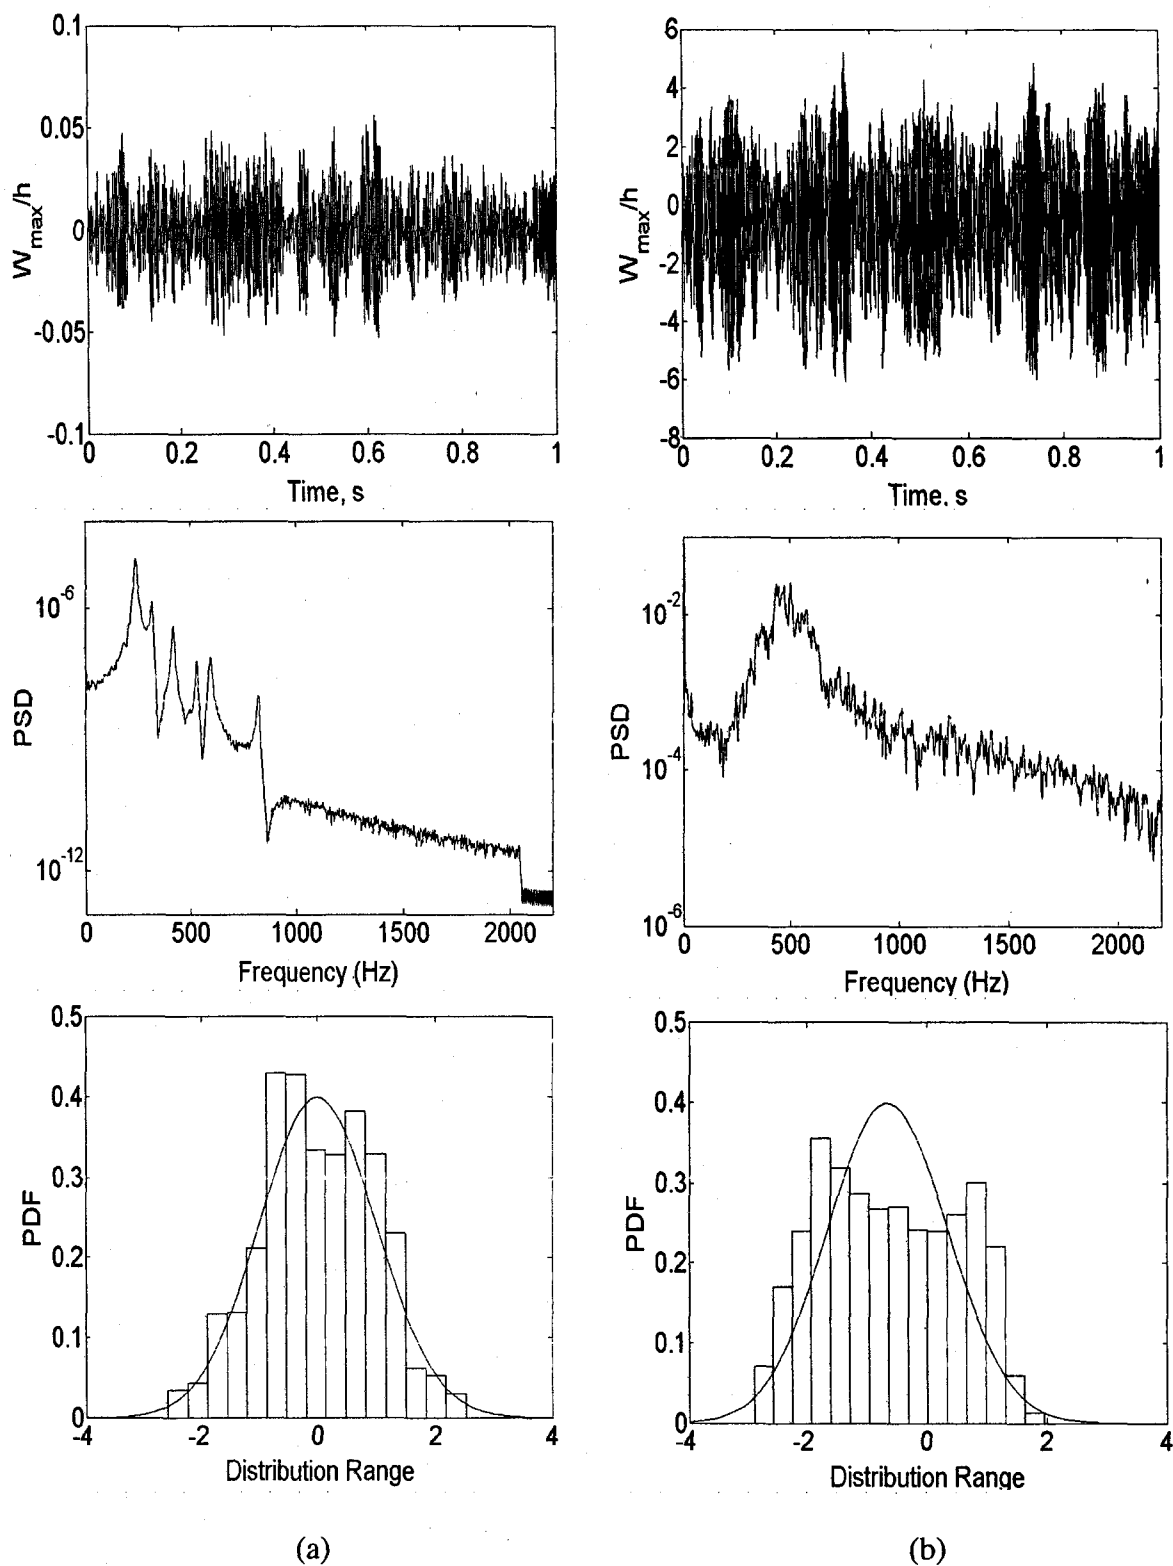 0.1
0.05
0
-0.05
-0.1
W_max/h
0 0.2 0.4 0.6 0.8 1
Time, s
6
4
2
0
-2
-4
-6
-8
W_max/h
0 0.2 0.4 0.6 0.8 1
Time. s
10^-6
10^-12
PSD
0 500 1000 1500 2000
Frequency (Hz)
10^-2
10^-4
10^-6
PSD
0 500 1000 1500 2000
Frequency (Hz)
0.5
0.4
0.3
0.2
0.1
0
PDF
-4 -2 0 2 4
Distribution Range
0.5
0.4
0.3
0.2
0.1
0
PDF
-4 -2 0 2 4
Distribution Range
(a)
(b)